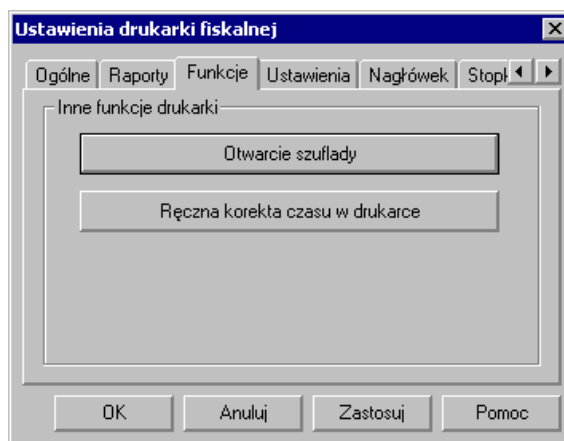 Ustawienia drukarki fiskalnej
Ogólne Raporty Funkcje Ustawienia Nagłówek
Inne funkcje drukarki
Otwarcie szuflady
Ręczna korekta czasu w drukarce
OK Anuluj Zastosuj Pomoc